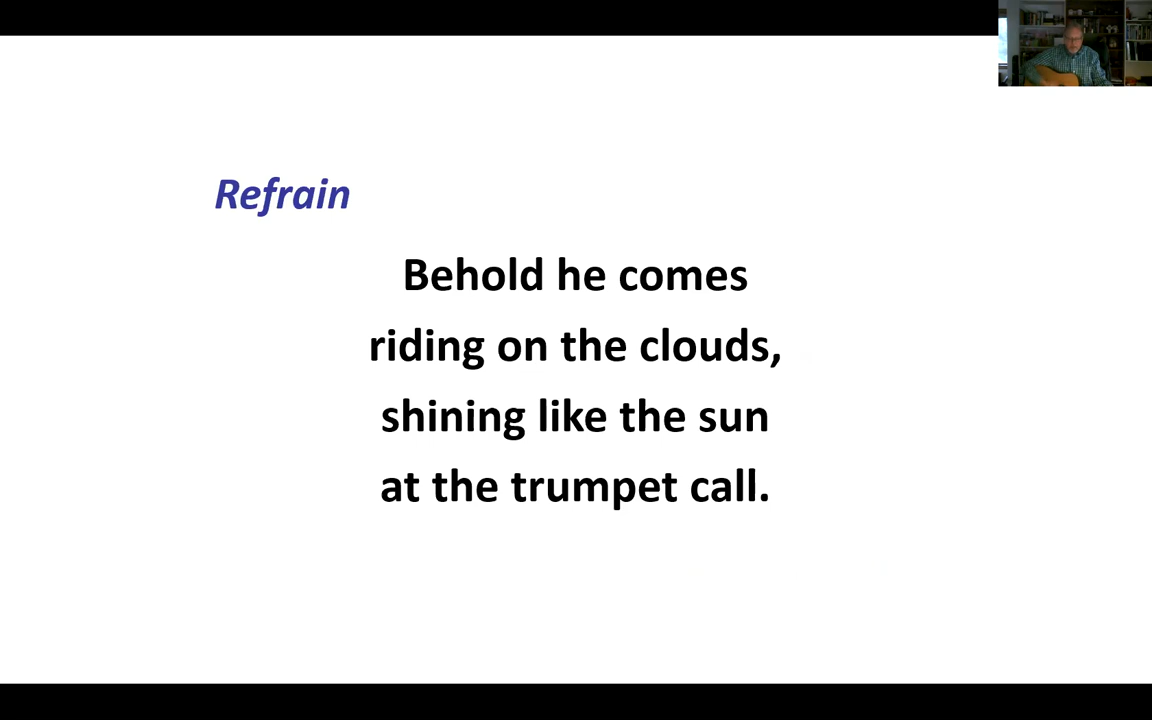 Refrain
Behold he comes
riding on the clouds,
shining like the sun
at the trumpet call.